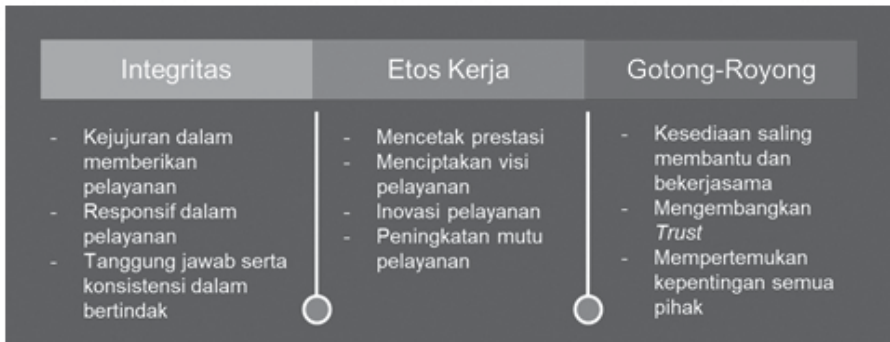 Integritas
- Kejujuran dalam
memberikan
pelayanan
- Responsif dalam
pelayanan
- Tanggung jawab serta
konsistensi dalam
bertindak
Etos Kerja
- Mencetak prestasi
- Menciptakan visi
pelayanan
- Inovasi pelayanan
- Peningkatan mutu
pelayanan
Gotong-Royong
- Kesediaan saling
membantu dan
bekerjasama
- Mengembangkan
Trust
- Mempertemukan
kepentingan semua
pihak